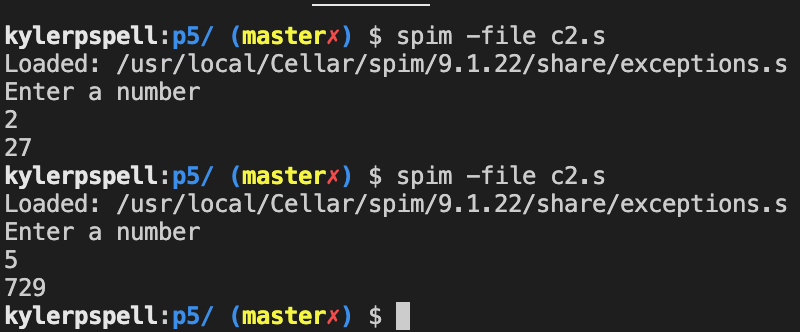 kylerpspell:p5/ (master✗) $ spim -file c2.s
Loaded: /usr/local/Cellar/spim/9.1.22/share/exceptions.s
Enter a number
2
27
kylerpspell:p5/ (master✗) $ spim -file c2.s
Loaded: /usr/local/Cellar/spim/9.1.22/share/exceptions.s
Enter a number
5
729
kylerpspell:p5/ (master✗) $